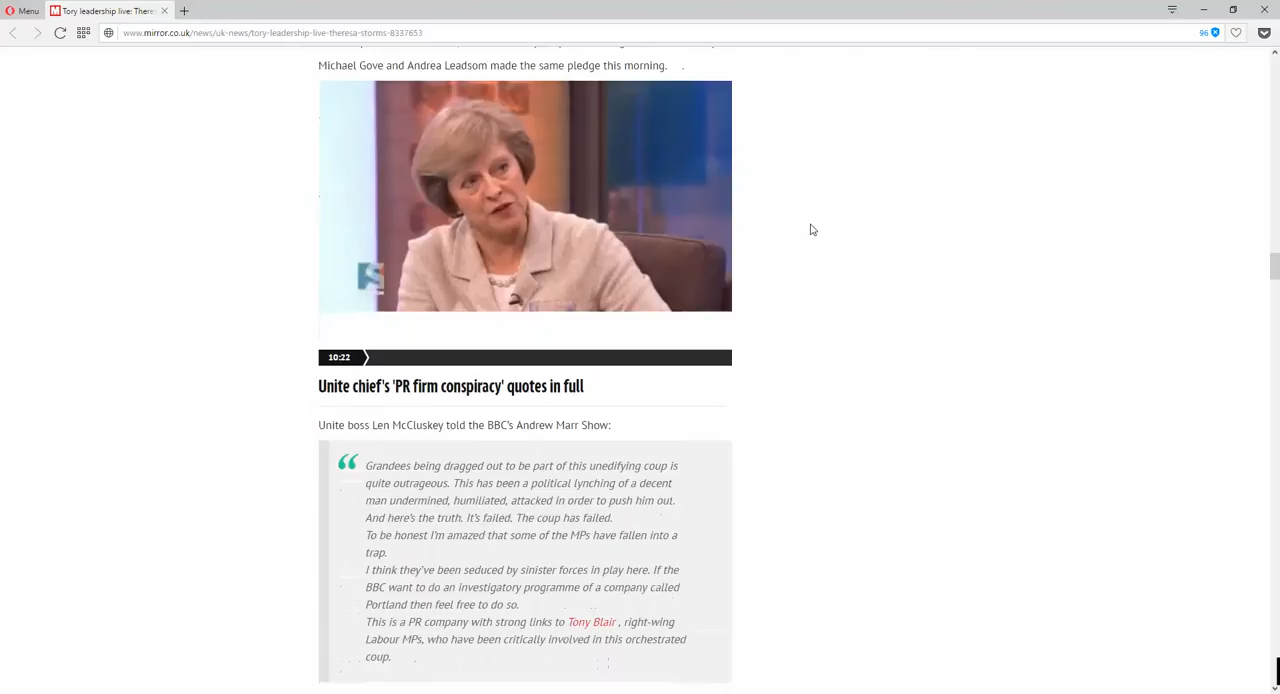 Menu
Tory leadership live: Theres
www.mirror.co.uk/news/uk-news/tory-leadership-live-theresa-storms-8337653
96
Michael Gove and Andrea Leadsom made the same pledge this morning.
10:22
Unite chief's 'PR firm conspiracy' quotes in full
Unite boss Len McCluskey told the BBC's Andrew Marr Show:
Grandees being dragged out to be part of this unedifying coup is
quite outrageous. This has been a political lynching of a decent
man undermined, humiliated, attacked in order to push him out.
And here's the truth. It's failed. The coup has failed.
To be honest I'm amazed that some of the MPs have fallen into a
trap.
I think they've been seduced by sinister forces in play here. If the
BBC want to do an investigatory programme of a company called
Portland then feel free to do so.
This is a PR company with strong links to Tony Blair , right-wing
Labour MPs, who have been critically involved in this orchestrated
coup.